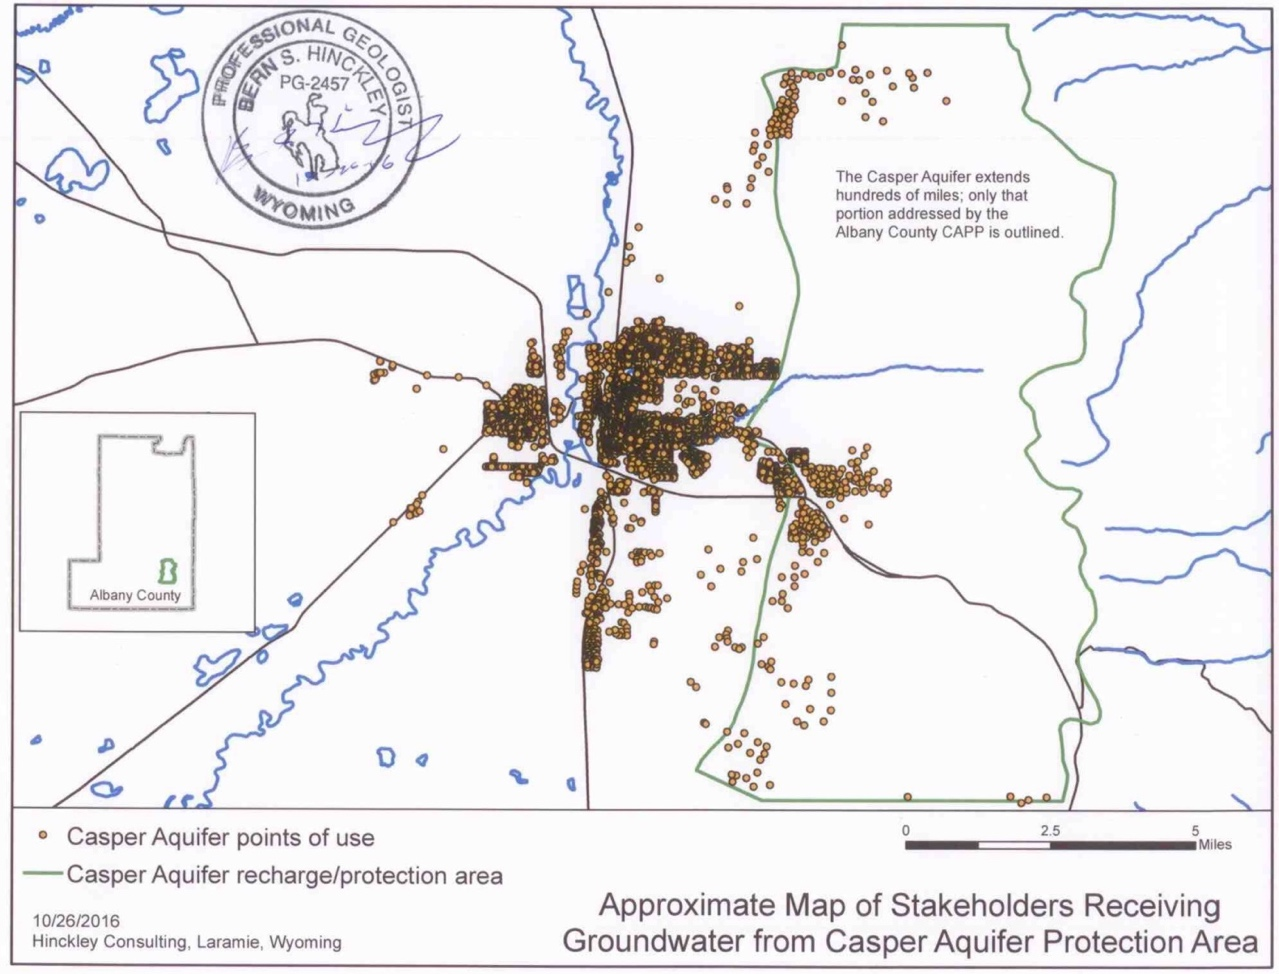 PROFESSIONAL GEOLOGIST
BERN S. HINCKLEY
PG-2457
WYOMING
The Casper Aquifer extends
hundreds of miles; only that
portion addressed by the
Albany County CAPP is outlined.
Albany County
Casper Aquifer points of use
Casper Aquifer recharge/protection area
0 2.5 5
Miles
10/26/2016
Hinckley Consulting, Laramie, Wyoming
Approximate Map of Stakeholders Receiving
Groundwater from Casper Aquifer Protection Area